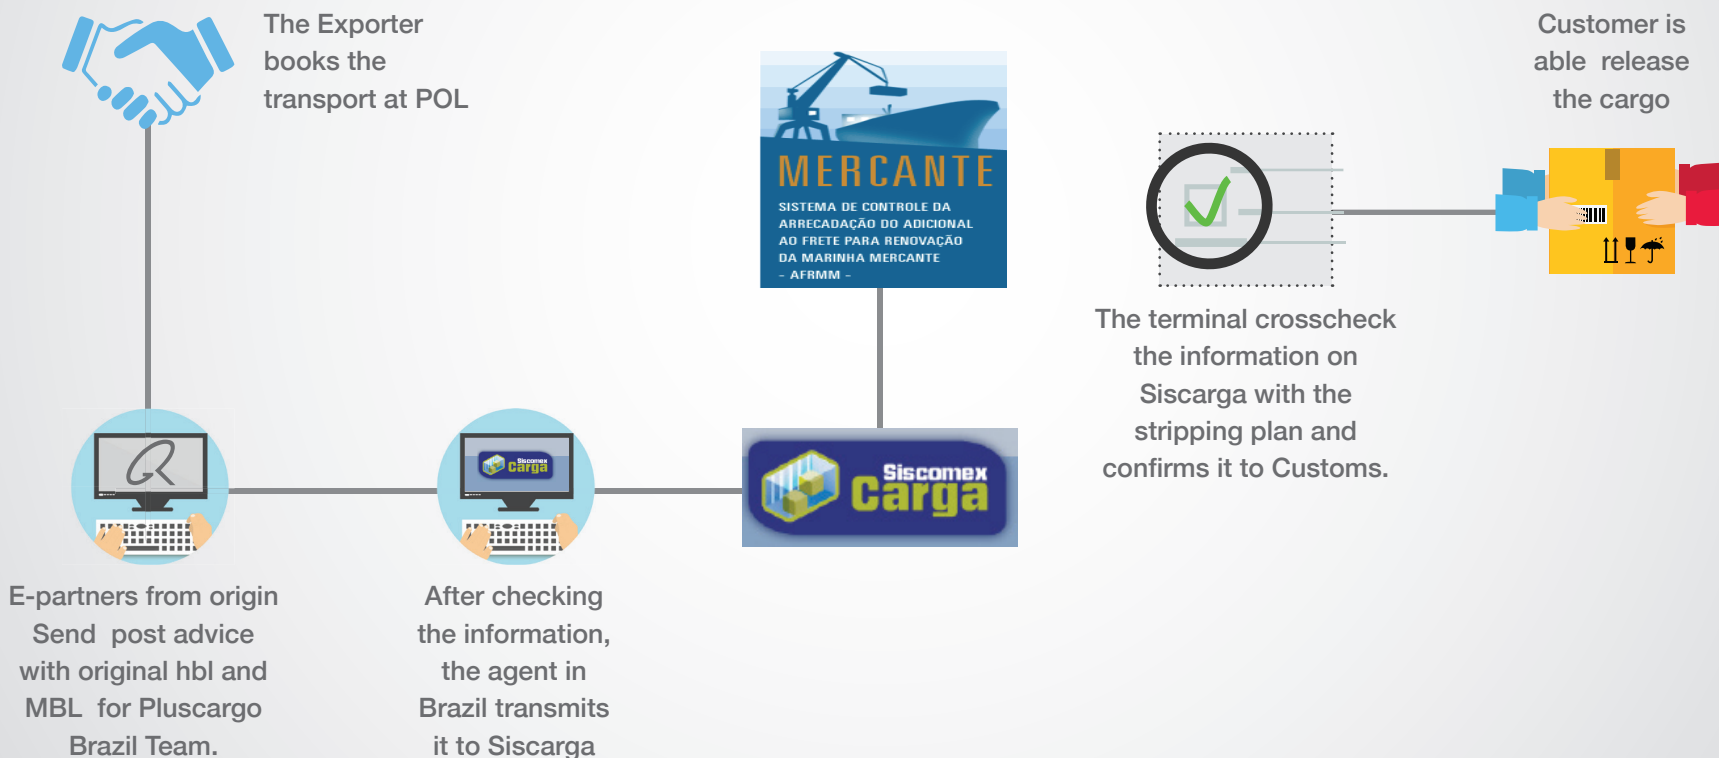 The Exporter
books the
transport at POL
E-partners from origin
Send post advice
with original hbl and
MBL for Pluscargo
Brazil Team.
Siscomex
Carga
After checking
the information,
the agent in
Brazil transmits
it to Siscarga
MERCANTE
SISTEMA DE CONTROLE DA
ARRECADAÇÃO DO ADICIONAL
AO FRETE PARA RENOVAÇÃO
DA MARINHA MERCANTE
- AFRMM -
Siscomex
Carga
The terminal crosscheck
the information on
Siscarga with the
stripping plan and
confirms it to Customs.
Customer is
able release
the cargo